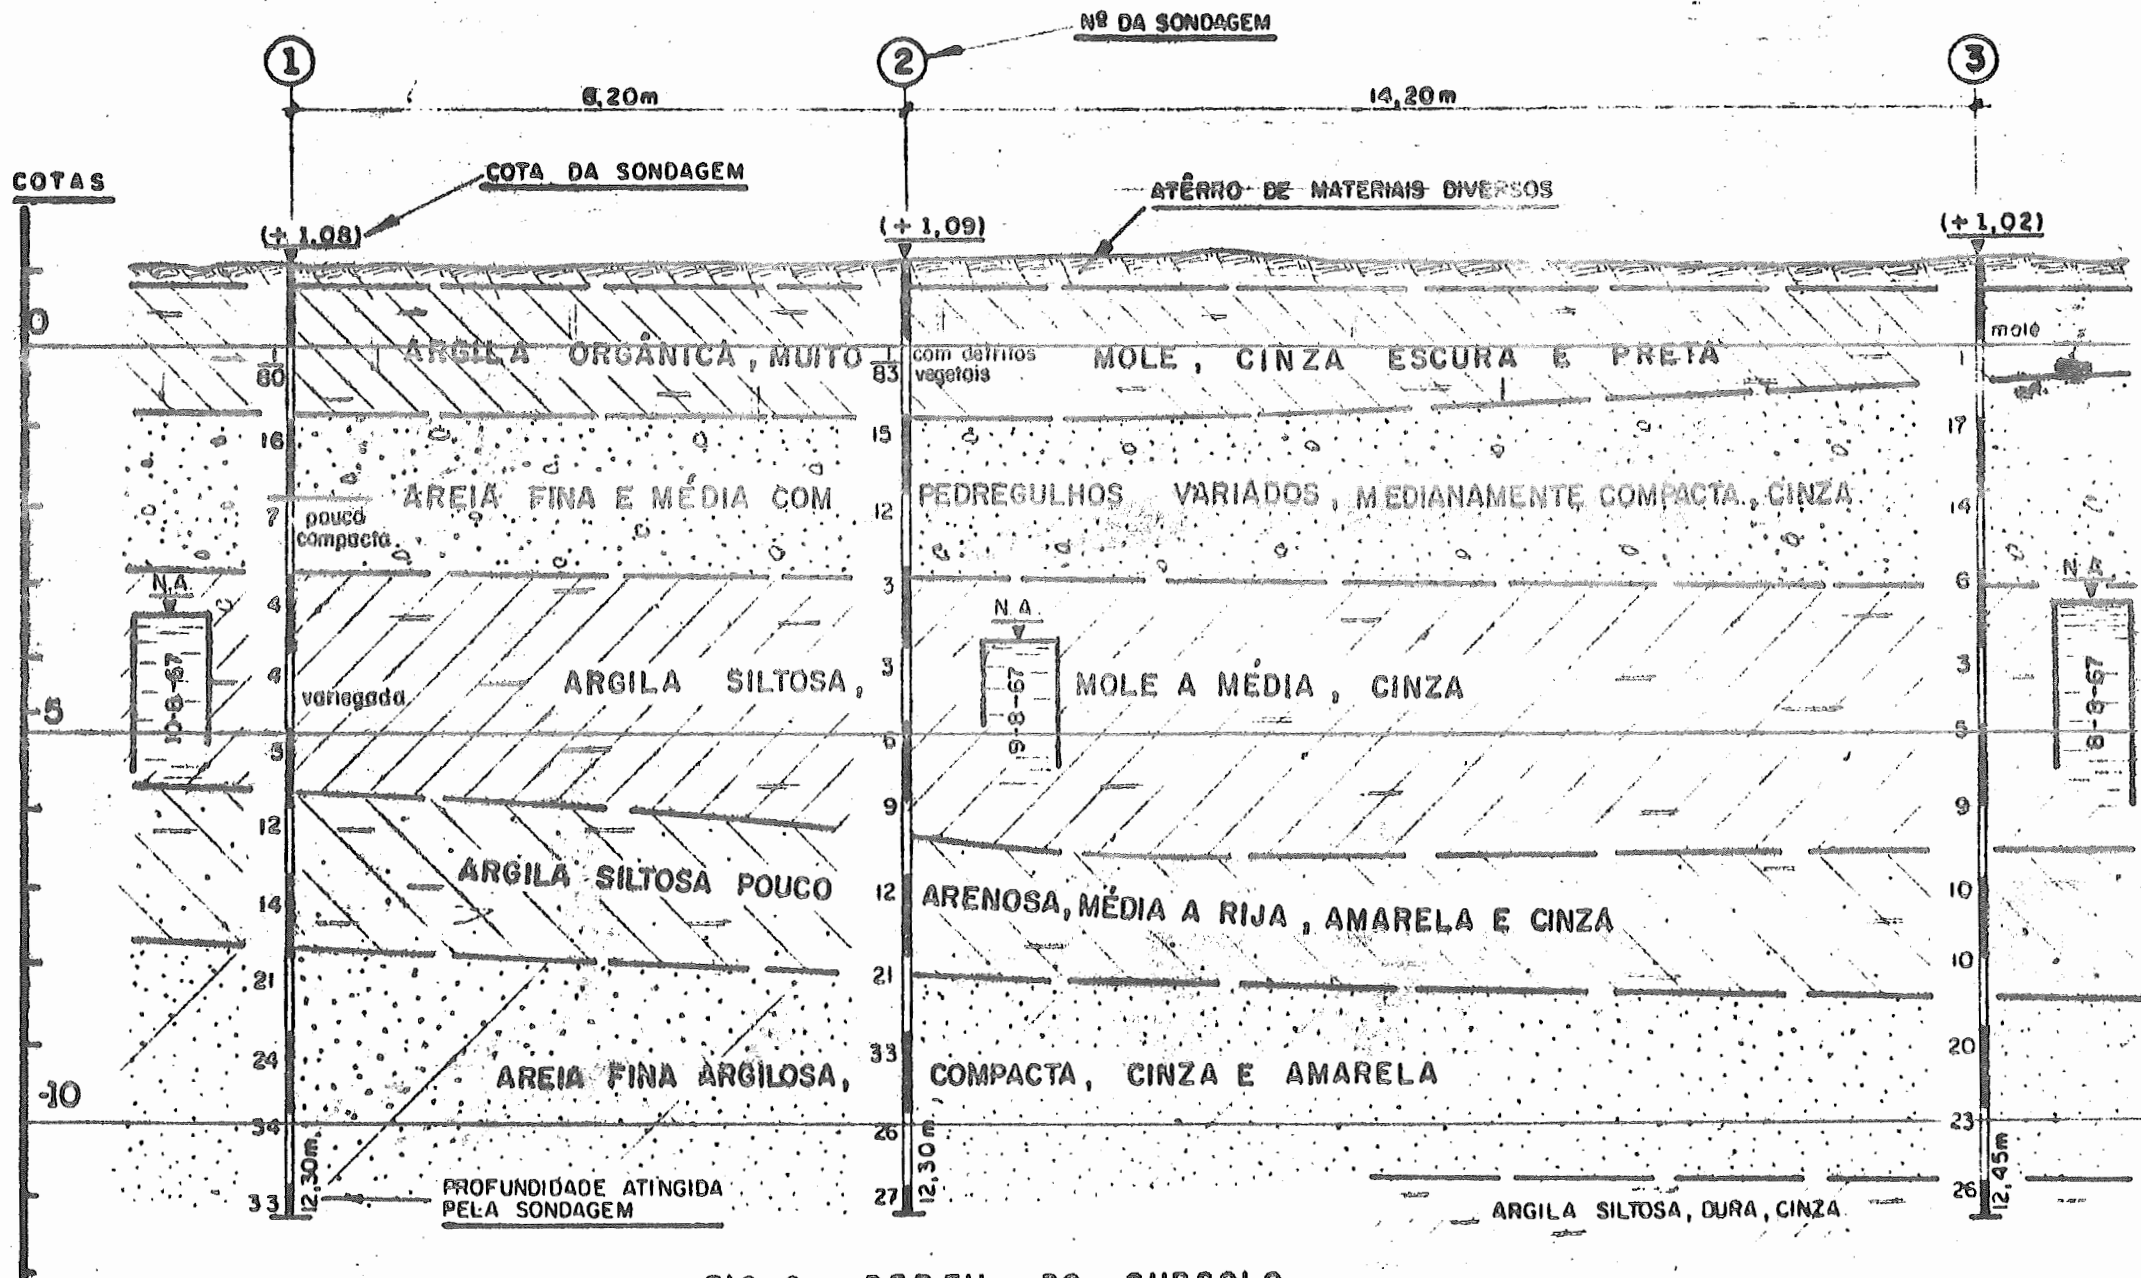 Nº DA SONDAGEM
1
2
3
14,20m
COTA DA SONDAGEM
COTAS
ATÊRRO DE MATERIAIS DIVERSOS
(+1,08)
(+1,09)
(+1,02)
0
mole
ARGILA ORGÂNICA, MUITO MOLE, CINZA ESCURA E PRETA
1/80
1/83
com detritos
vegetais
1
16
15
17
AREIA FINA E MÉDIA COM PEDREGULHOS VARIADOS, MEDIANAMENTE COMPACTA, CINZA
7
pouco
compacta
12
14
N.A.
3
6
N.A.
4
N.A.
10-8-67
9-8-67
8-8-67
4
3
3
variegada
ARGILA SILTOSA, MOLE A MÉDIA, CINZA
-5
5
6
5
9
9
12
ARGILA SILTOSA POUCO ARENOSA, MÉDIA A RIJA, AMARELA E CINZA
14
12
10
21
21
10
24
33
20
AREIA FINA ARGILOSA, COMPACTA, CINZA E AMARELA
-10
34
26
23
12,30m
12,30m
12,45m
33
27
26
PROFUNDIDADE ATINGIDA
PELA SONDAGEM
ARGILA SILTOSA, DURA, CINZA